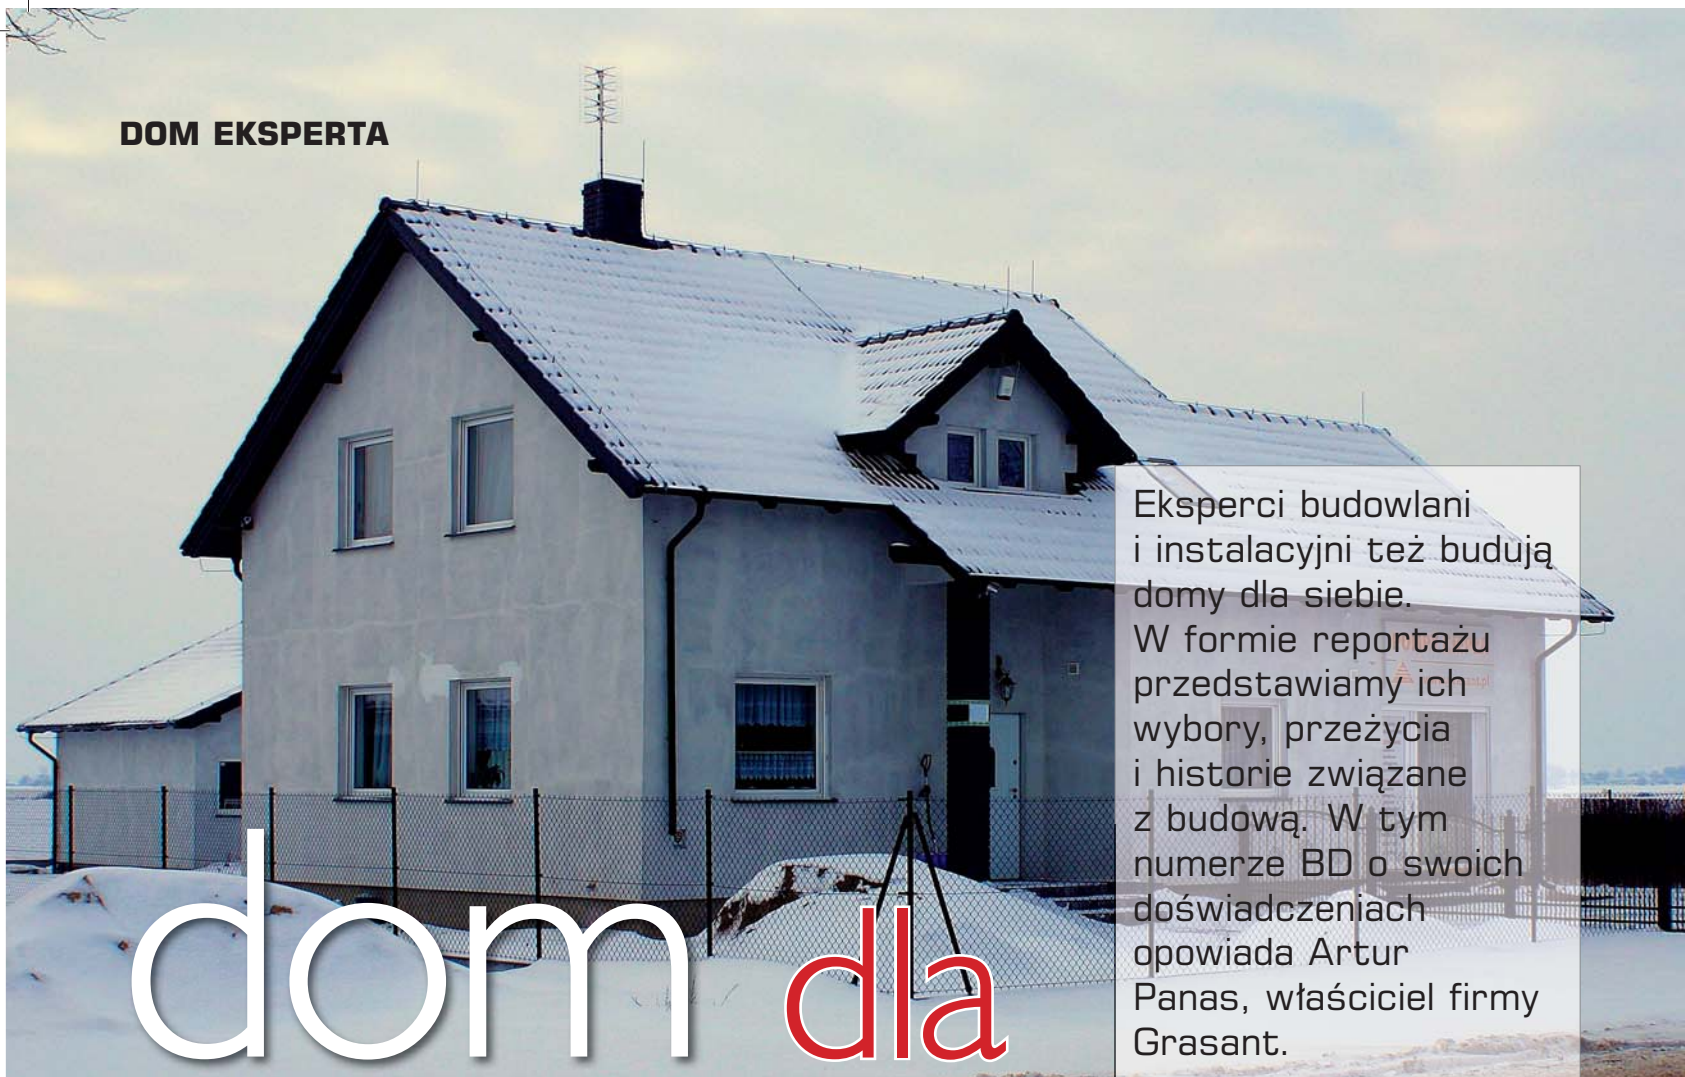 DOM EKSPERTA
Eksperci budowlani
i instalacyjni też budują
domy dla siebie.
W formie reportażu
przedstawiamy ich
wybory, przeżycia
i historie związane
z budową. W tym
numerze BD o swoich
doświadczeniach
opowiada Artur
Panas, właściciel firmy
Grasant.
dom dla